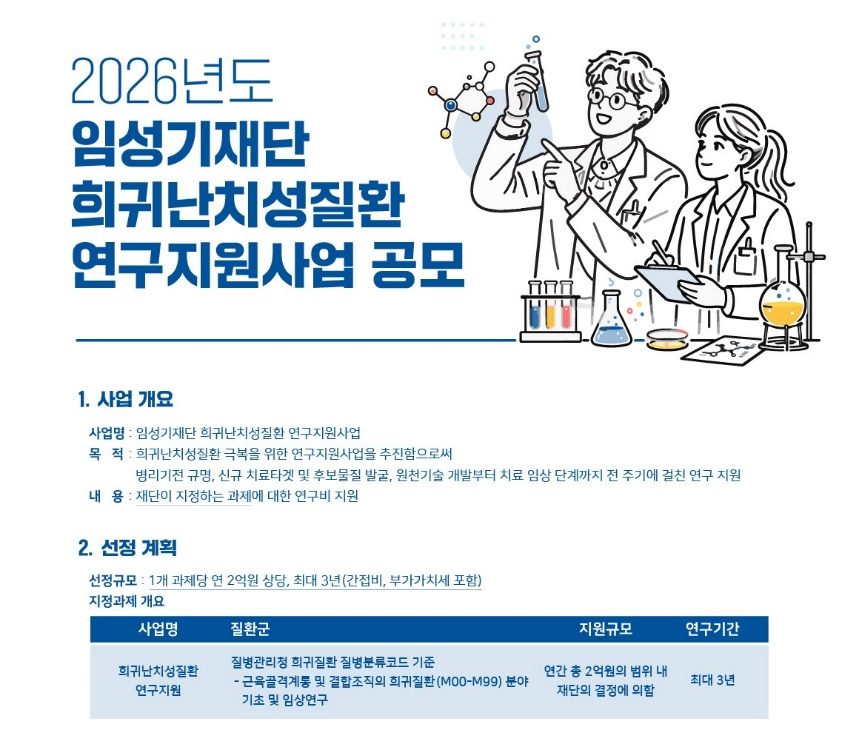 2026년도
임성기재단
희귀난치성질환
연구지원사업 공모
1. 사업 개요
사업명 : 임성기재단 희귀난치성질환 연구지원사업
목 적 : 희귀난치성질환 극복을 위한 연구지원사업을 추진함으로써
병리기전 규명, 신규 치료타겟 및 후보물질 발굴, 원천기술 개발부터 치료 임상 단계까지 전 주기에 걸친 연구 지원
내 용 : 재단이 지정하는 과제에 대한 연구비 지원
2. 선정 계획
선정규모 : 1개 과제당 연 2억원 상당, 최대 3년(간접비, 부가가치세 포함)
지정과제 개요
사업명 질환군 지원규모 연구기간
희귀난치성질환
연구지원
질병관리청 희귀질환 질병분류코드 기준
- 근육골격계통 및 결합조직의 희귀질환(M00-M99) 분야
기초 및 임상연구
연간 총 2억원의 범위 내
재단의 결정에 의함
최대 3년